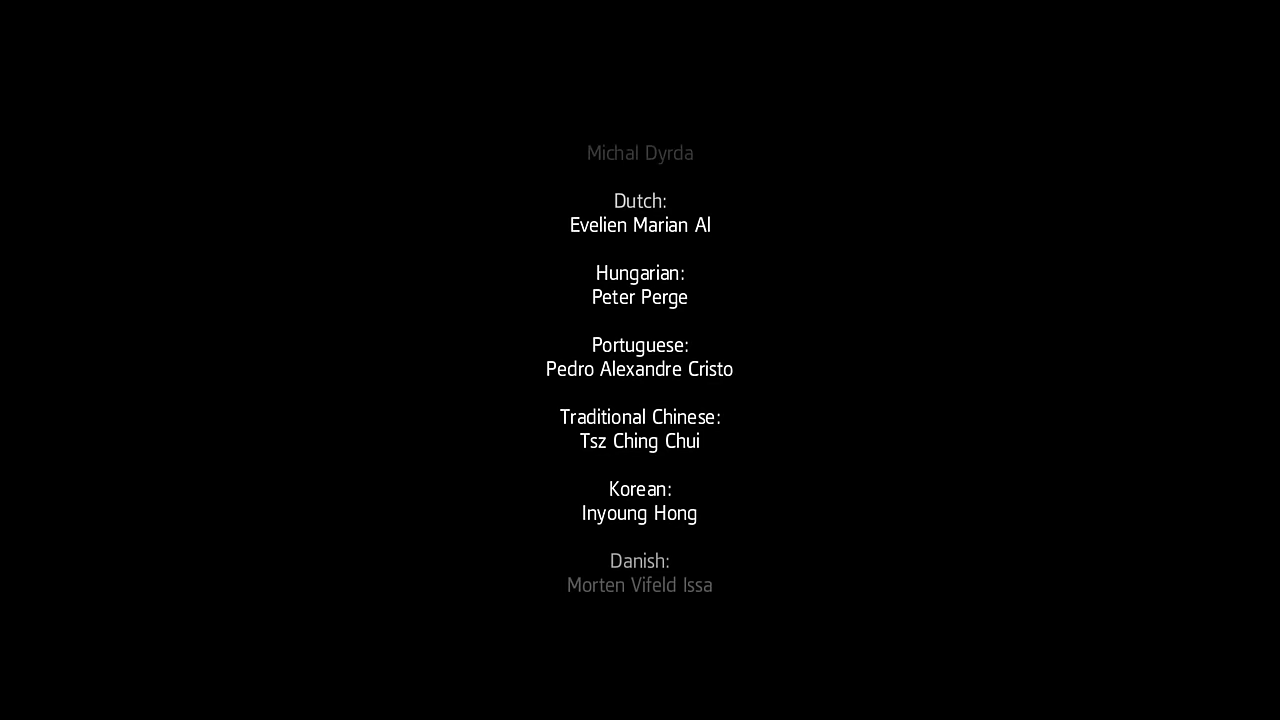 Michal Dyrda
Dutch:
Evelien Marian Al
Hungarian:
Peter Perge
Portuguese:
Pedro Alexandre Cristo
Traditional Chinese:
Tsz Ching Chui
Korean:
Inyoung Hong
Danish:
Morten Vifeld Issa